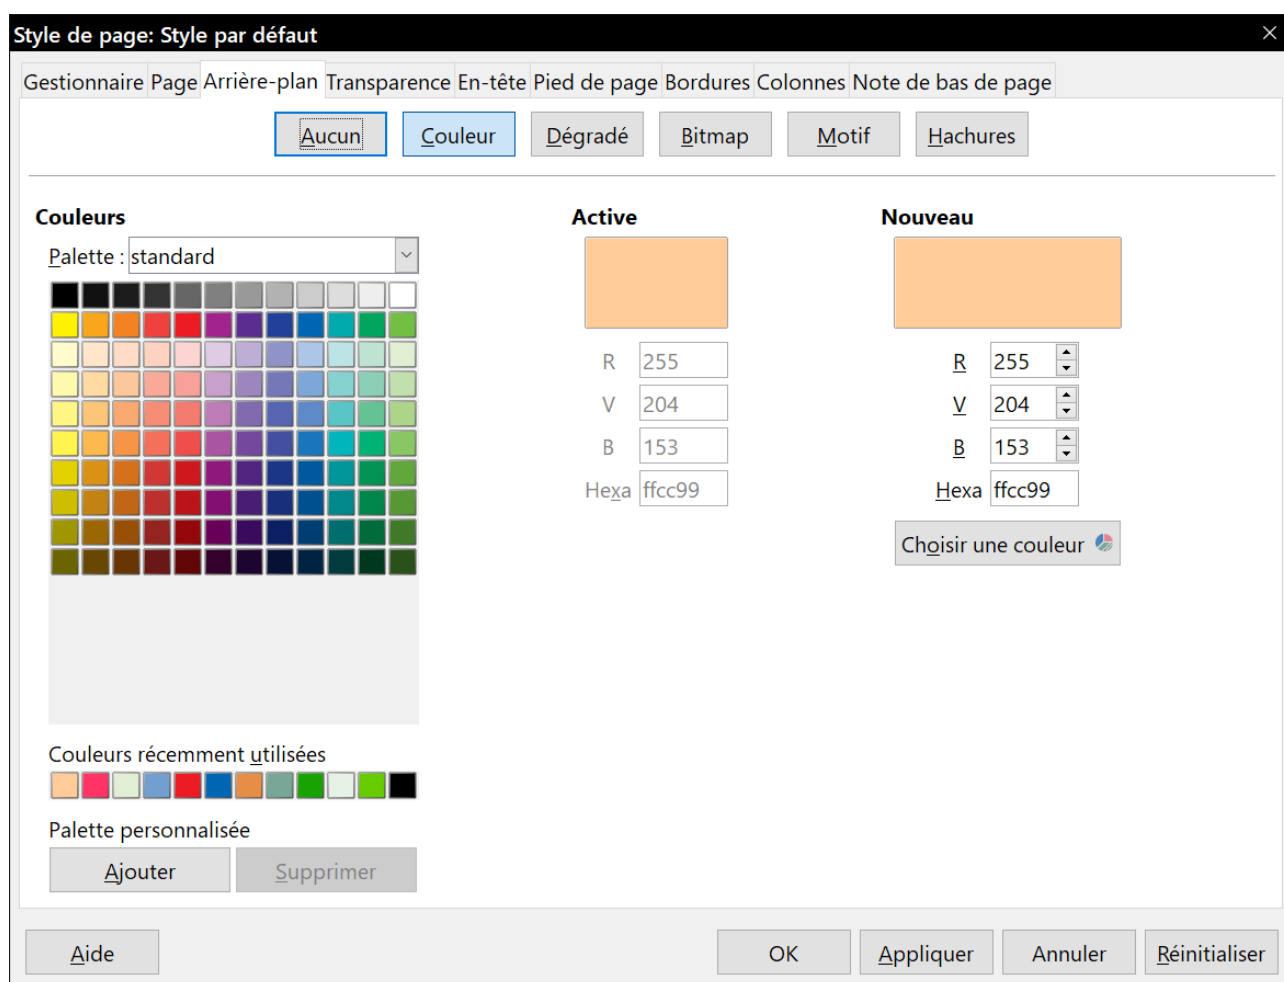 Style de page: Style par défaut
Gestionnaire Page Arrière-plan Transparence En-tête Pied de page Bordures Colonnes Note de bas de page
Aucun Couleur Dégradé Bitmap Motif Hachures
Couleurs Active Nouveau
Palette : standard
R 255 R 255
V 204 V 204
B 153 B 153
Hexa ffcc99 Hexa ffcc99
Choisir une couleur
Couleurs récemment utilisées
Palette personnalisée
Ajouter Supprimer
Aide OK Appliquer Annuler Réinitialiser